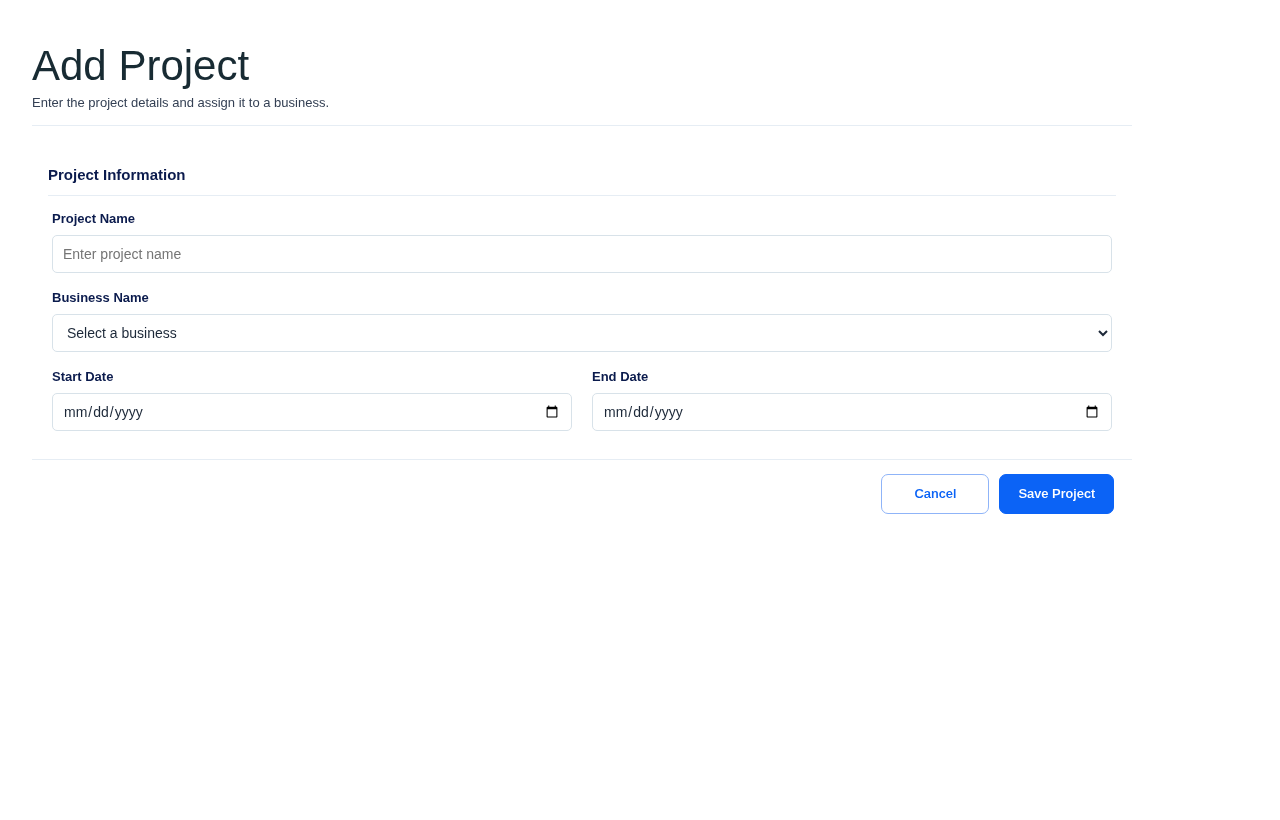 Add Project
Enter the project details and assign it to a business.
Project Information
Project Name
Enter project name
Business Name
Select a business
Start Date
End Date
mm/dd/yyyy
mm/dd/yyyy
Cancel
Save Project